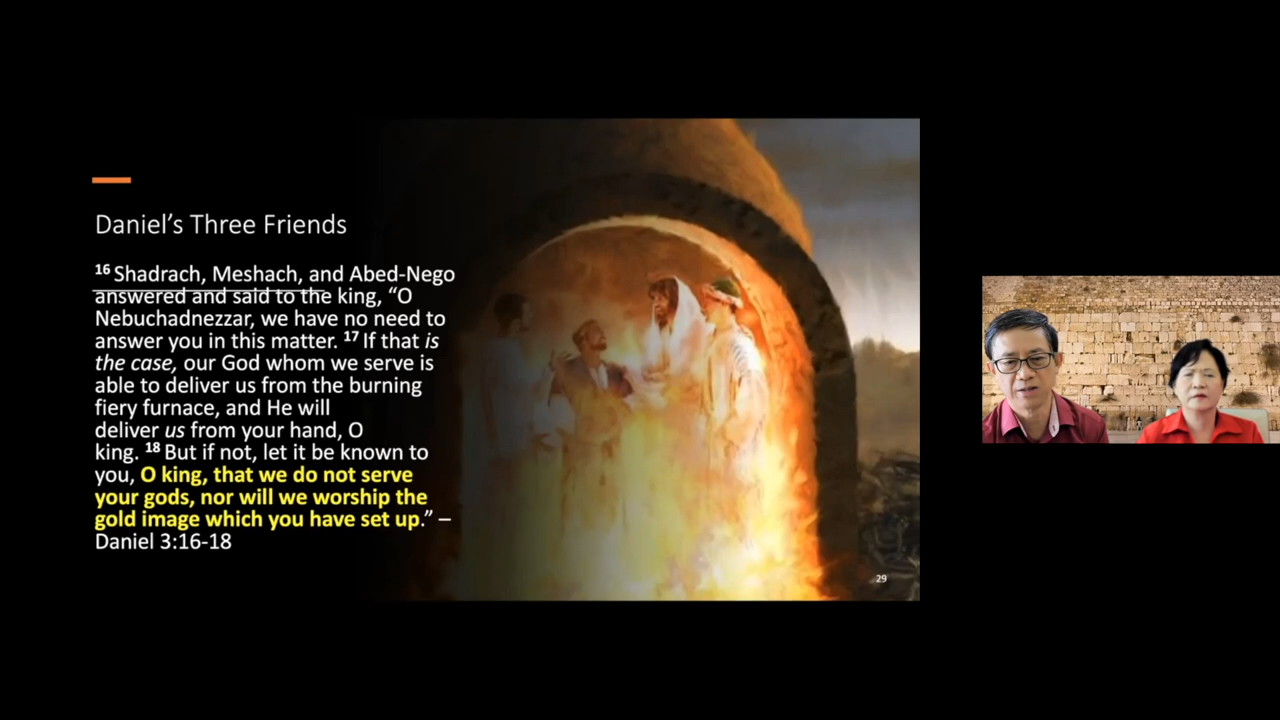 Daniel’s Three Friends
16 Shadrach, Meshach, and Abed-Nego
answered and said to the king, “O
Nebuchadnezzar, we have no need to
answer you in this matter. 17 If that is
the case, our God whom we serve is
able to deliver us from the burning
fiery furnace, and He will
deliver us from your hand, O
king. 18 But if not, let it be known to
you, O king, that we do not serve
your gods, nor will we worship the
gold image which you have set up.” –
Daniel 3:16-18
29